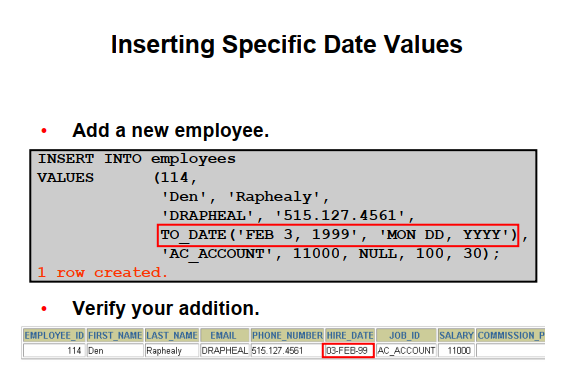 Inserting Specific Date Values
• Add a new employee.
INSERT INTO employees
VALUES (114,
'Den', 'Raphealy',
'DRAPHEAL', '515.127.4561',
TO_DATE('FEB 3, 1999', 'MON DD, YYYY'),
'AC_ACCOUNT', 11000, NULL, 100, 30);
1 row created.
• Verify your addition.
EMPLOYEE_ID FIRST_NAME LAST_NAME EMAIL PHONE_NUMBER HIRE_DATE JOB_ID SALARY COMMISSION_P
114 Den Raphealy DRAPHEAL 515.127.4561 03-FEB-99 AC_ACCOUNT 11000